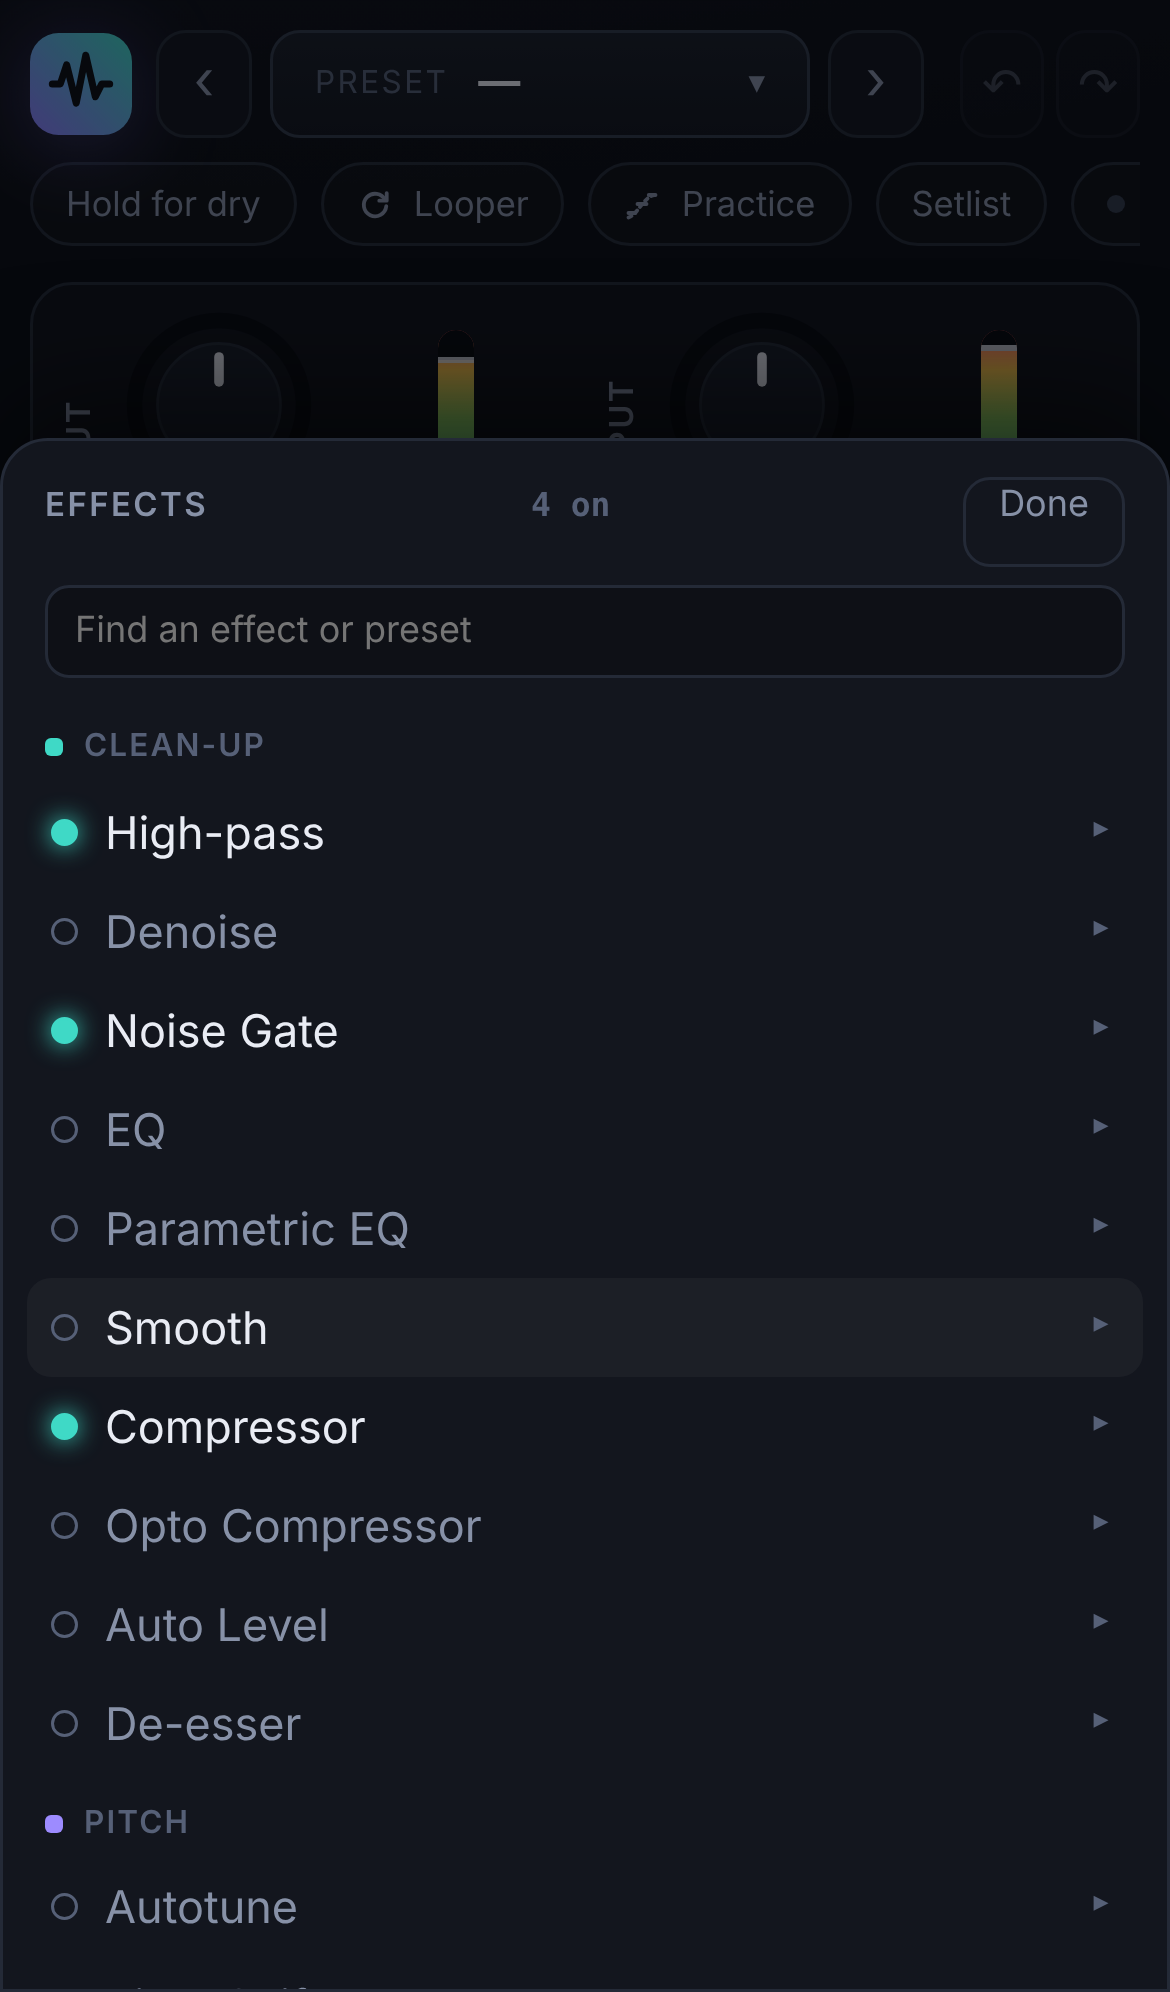 PRESET —
Hold for dry Looper Practice Setlist
EFFECTS 4 on Done
Find an effect or preset
CLEAN-UP
High-pass
Denoise
Noise Gate
EQ
Parametric EQ
Smooth
Compressor
Opto Compressor
Auto Level
De-esser
PITCH
Autotune